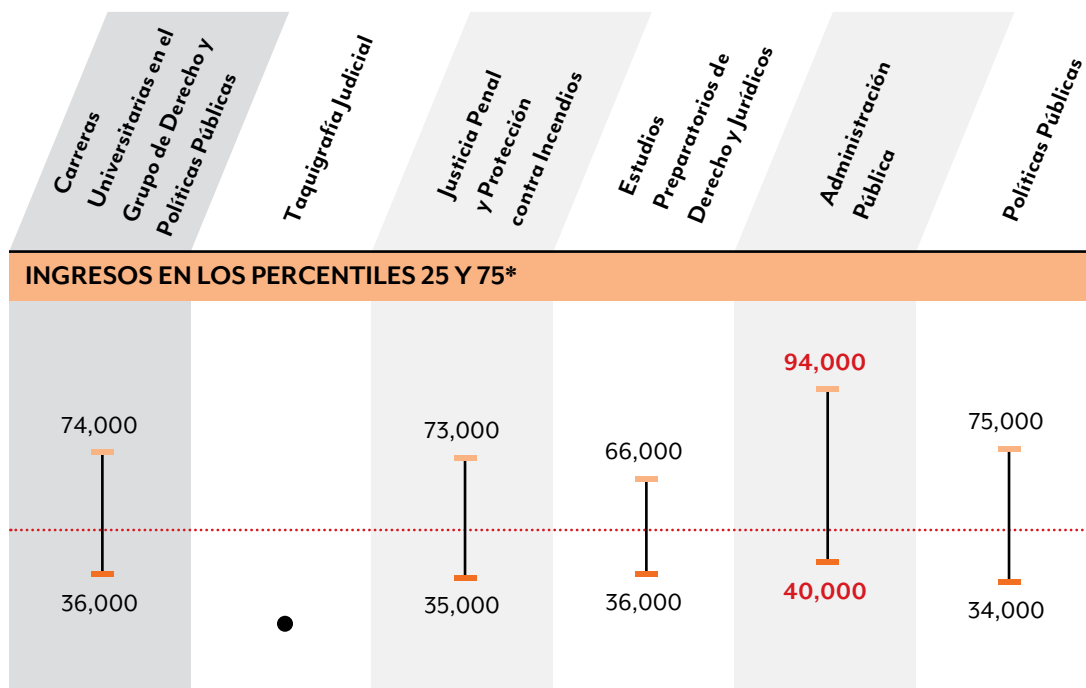 Carreras
Universitarias en el
Grupo de Derecho y
Políticas Públicas
Taquigrafía Judicial
Justicia Penal
y Protección
contra Incendios
Estudios
Preparatorios de
Derecho y Jurídicos
Administración
Pública
Políticas Públicas
INGRESOS EN LOS PERCENTILES 25 Y 75*
74,000
36,000
73,000
35,000
66,000
36,000
94,000
40,000
75,000
34,000